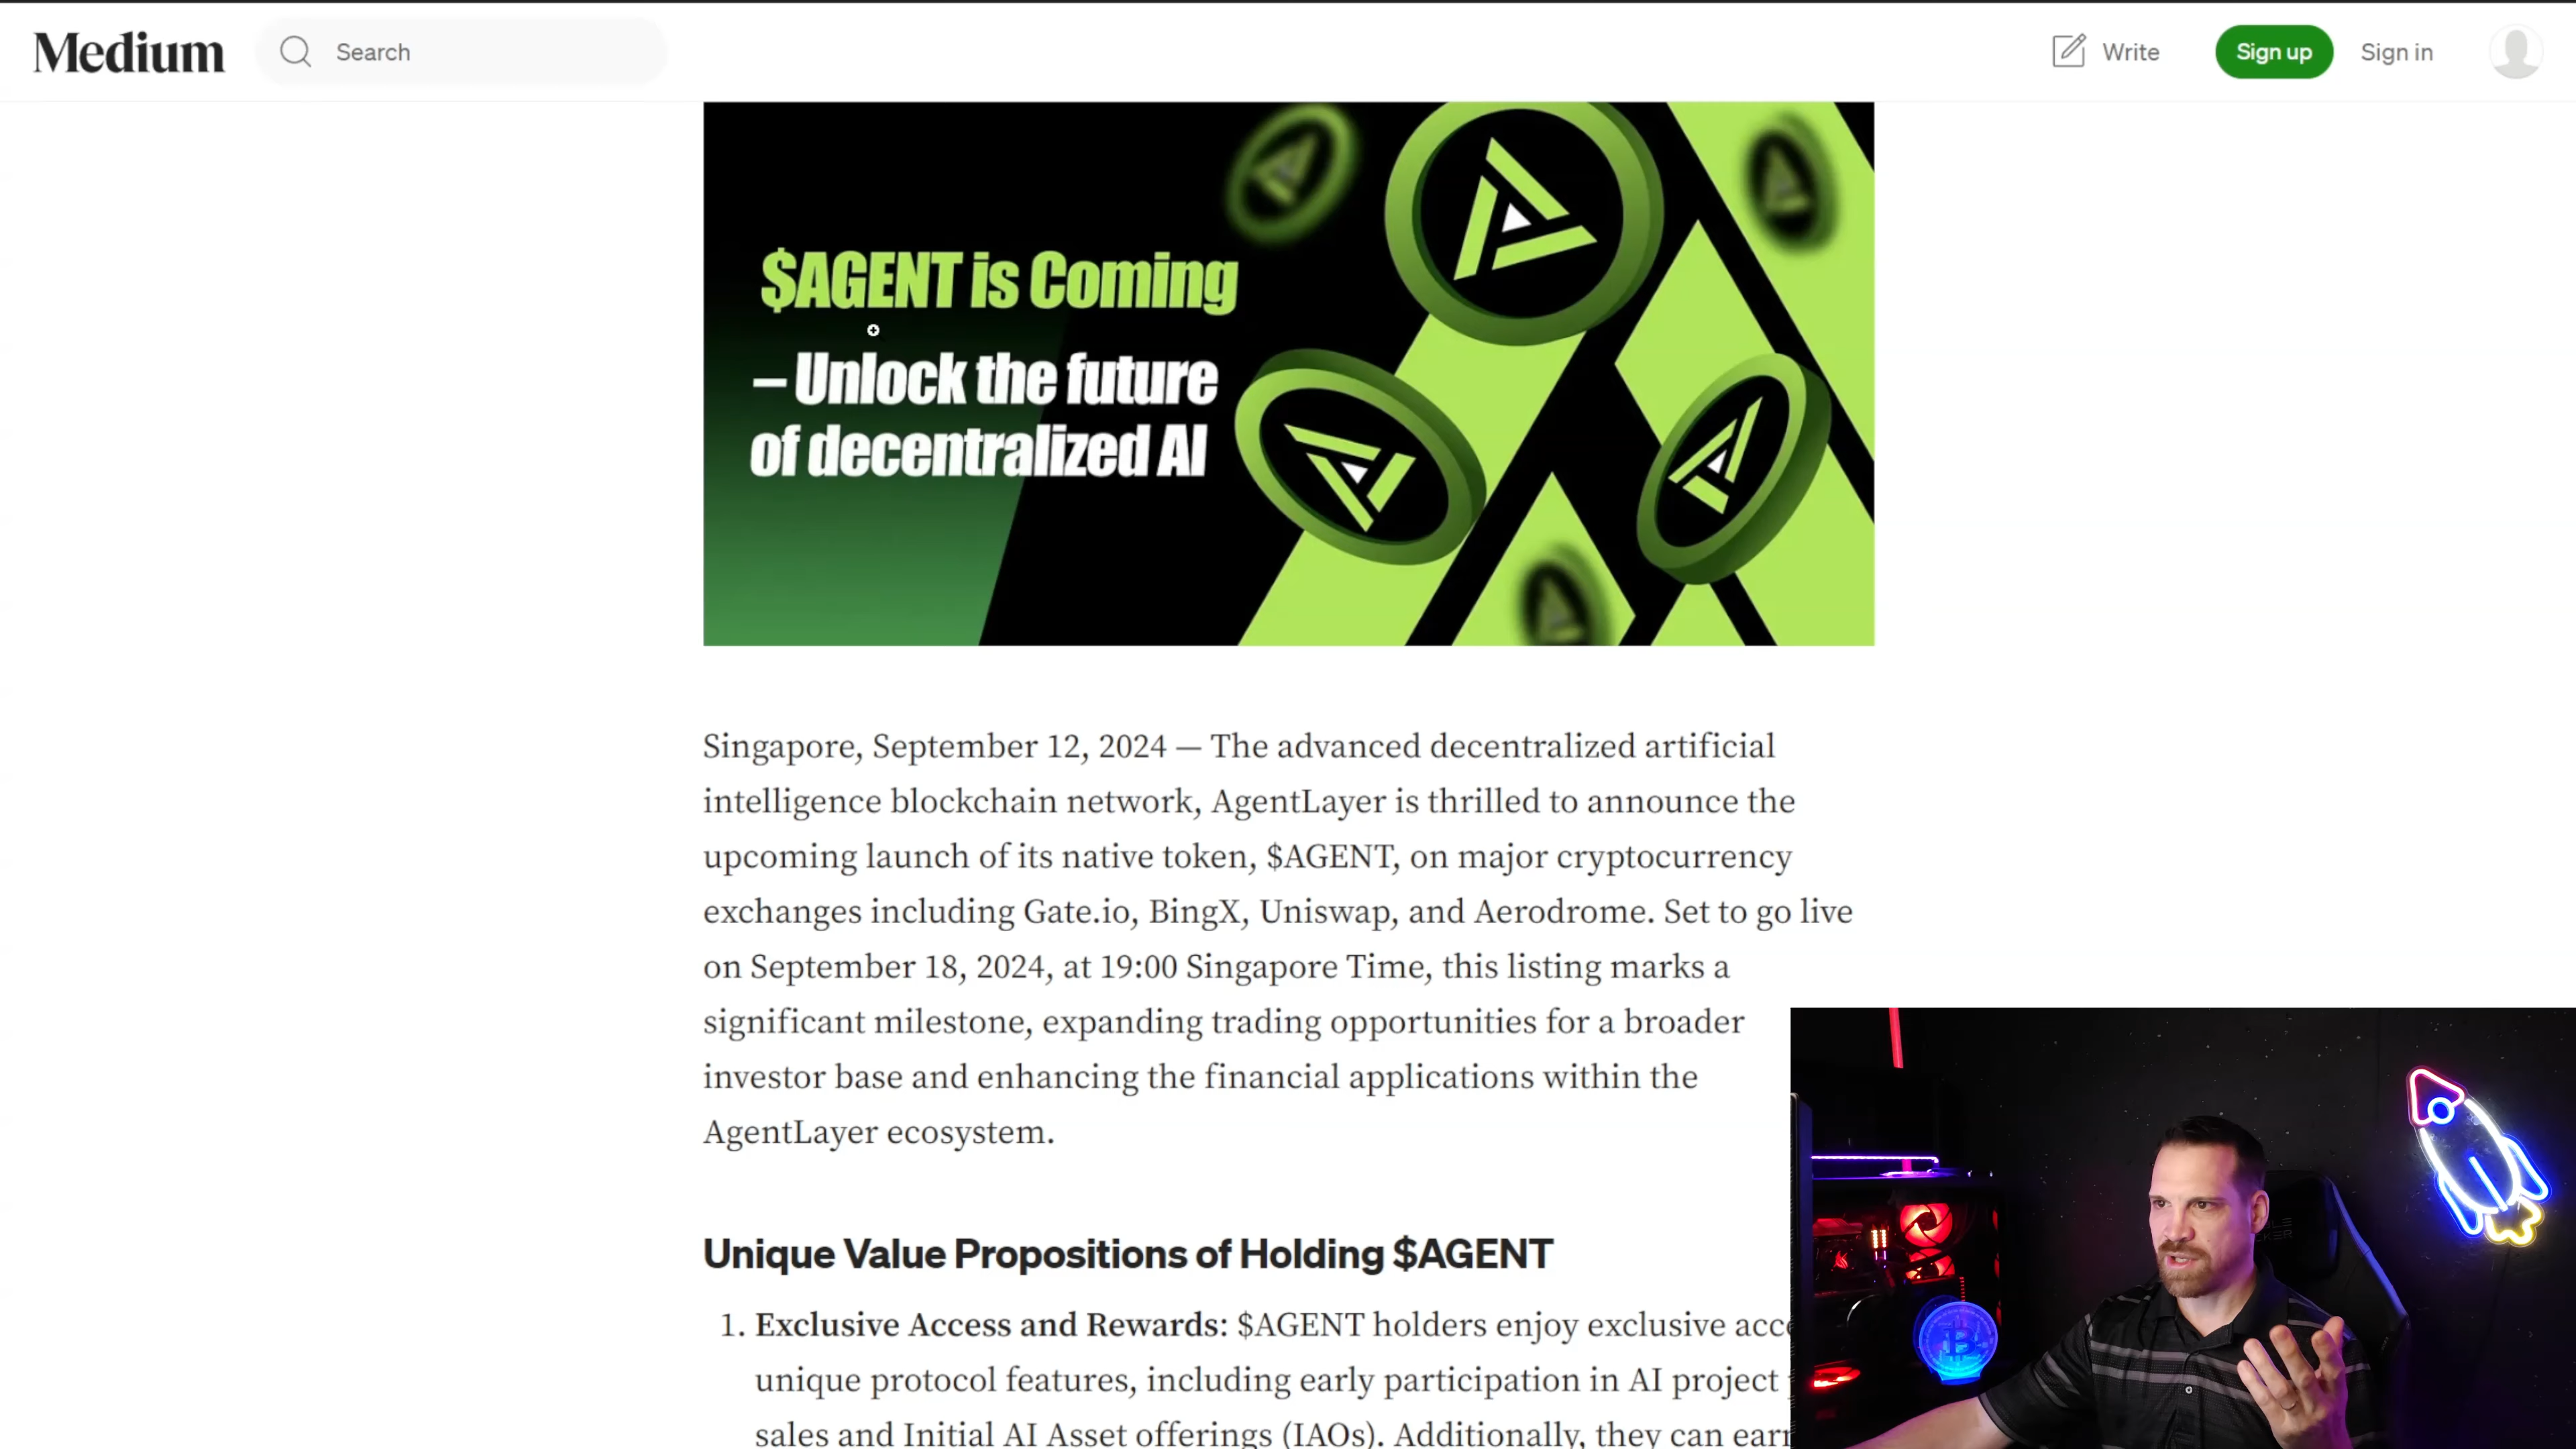 Medium
Search
Write
Sign up
Sign in
$AGENT is Coming
– Unlock the future
of decentralized AI
Singapore, September 12, 2024 — The advanced decentralized artificial
intelligence blockchain network, AgentLayer is thrilled to announce the
upcoming launch of its native token, $AGENT, on major cryptocurrency
exchanges including Gate.io, BingX, Uniswap, and Aerodrome. Set to go live
on September 18, 2024, at 19:00 Singapore Time, this listing marks a
significant milestone, expanding trading opportunities for a broader
investor base and enhancing the financial applications within the
AgentLayer ecosystem.
Unique Value Propositions of Holding $AGENT
1. Exclusive Access and Rewards: $AGENT holders enjoy exclusive
unique protocol features, including early participation in AI project
sales and Initial AI Asset offerings (IAOs). Additionally, they can